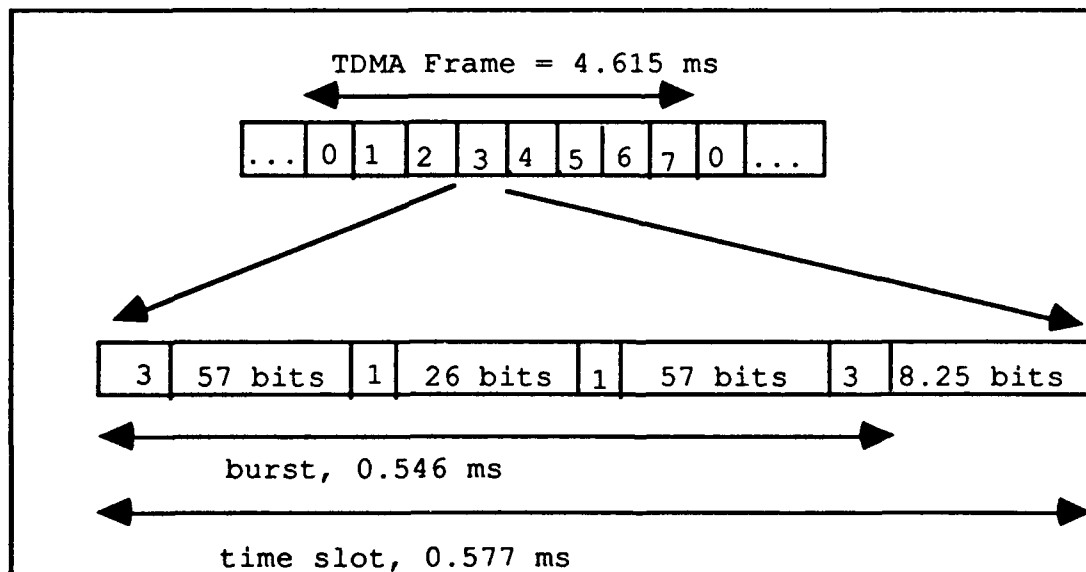 TDMA Frame = 4.615 ms
... 0 1 2 3 4 5 6 7 0 ...
3 57 bits 1 26 bits 1 57 bits 3 8.25 bits
burst, 0.546 ms
time slot, 0.577 ms